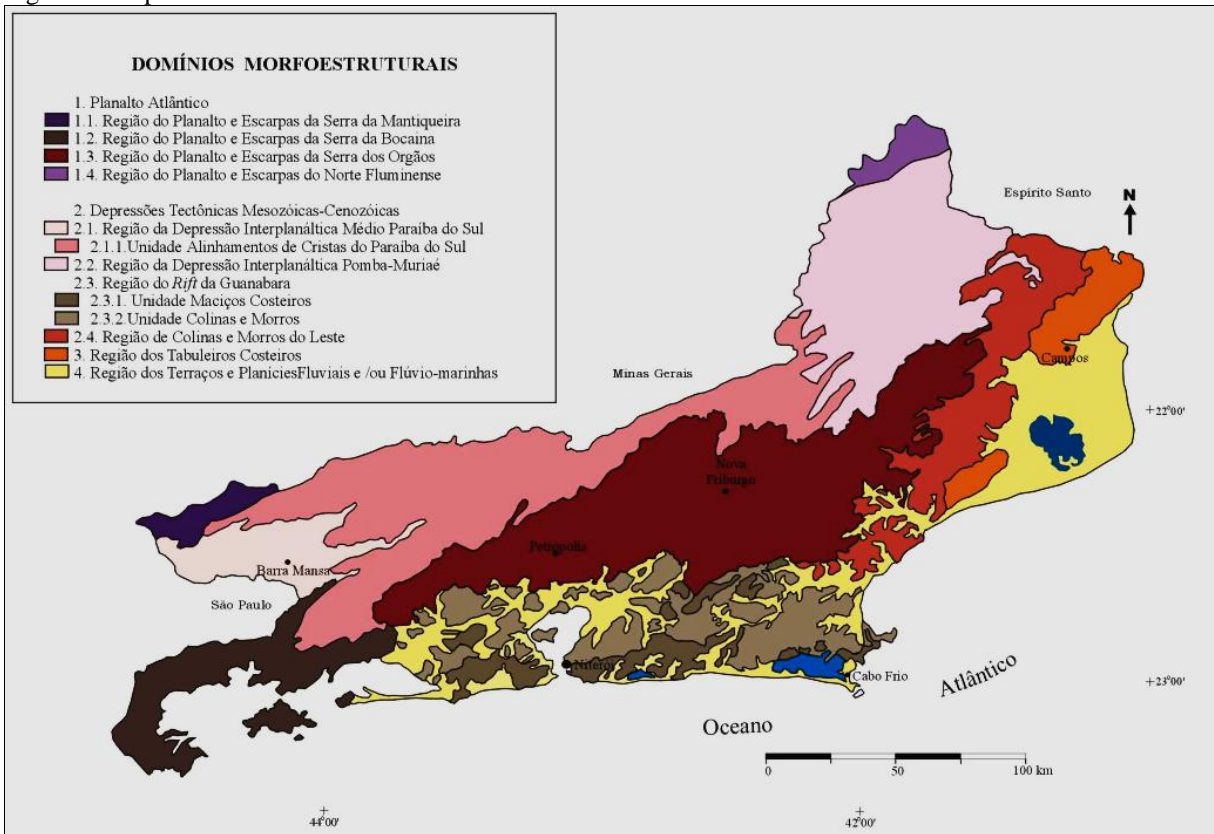 DOMÍNIOS MORFOESTRUTURAIS
1. Planalto Atlântico
1.1. Região do Planalto e Escarpas da Serra da Mantiqueira
1.2. Região do Planalto e Escarpas da Serra da Bocaina
1.3. Região do Planalto e Escarpas da Serra dos Orgãos
1.4. Região do Planalto e Escarpas do Norte Fluminense
2. Depressões Tectônicas Mesozóicas-Cenozóicas
2.1. Região da Depressão Interplanáltica Médio Paraíba do Sul
2.1.1.Unidade Alinhamentos de Cristas do Paraíba do Sul
2.2. Região da Depressão Interplanáltica Pomba-Muriaé
2.3. Região do Rift da Guanabara
2.3.1. Unidade Maciços Costeiros
2.3.2.Unidade Colinas e Morros
2.4. Região de Colinas e Morros do Leste
3. Região dos Tabuleiros Costeiros
4. Região dos Terraços e PlaníciesFluviais e /ou Flúvio-marinhas
Espírito Santo
N
Campos
Minas Gerais
22°00'
Nova
Friburgo
Petrópolis
Barra Mansa
São Paulo
Niterói
Cabo Frio
Atlântico
23°00'
Oceano
0 50 100 km
44°00' 42°00'